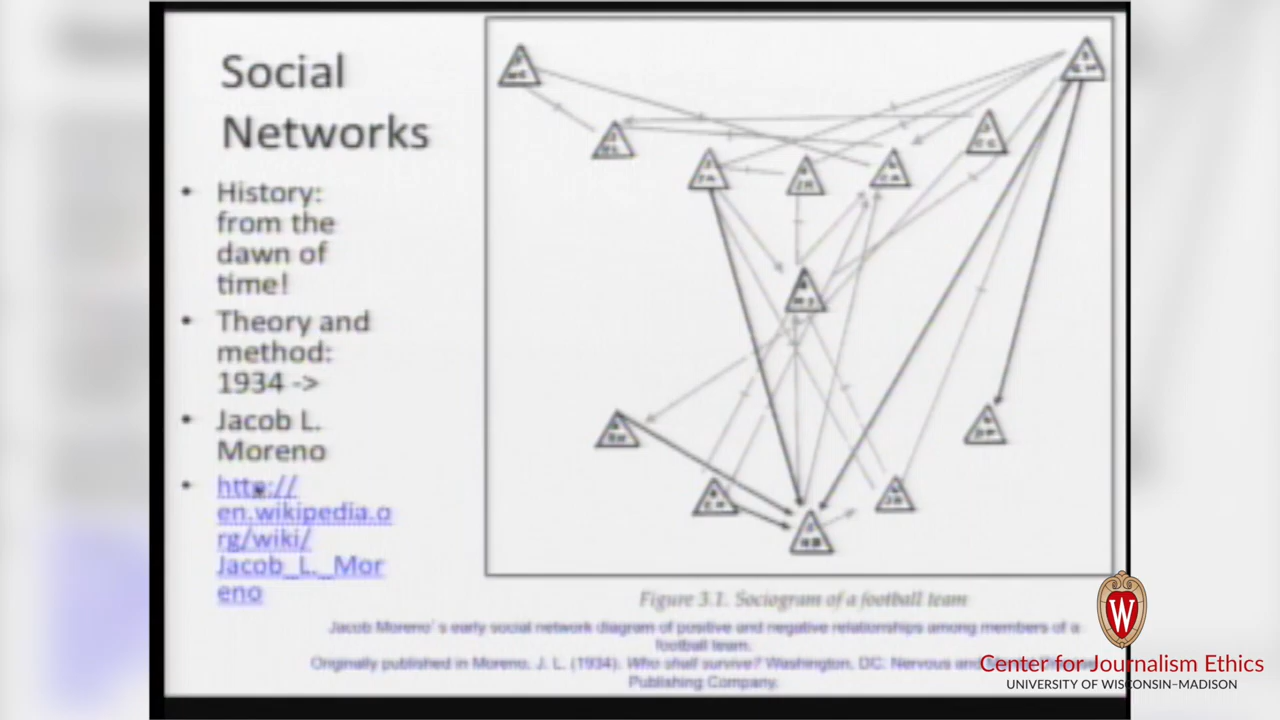 Social
Networks
• History:
from the
dawn of
time!
• Theory and
method:
1934 ->
• Jacob L.
Moreno
• http://
en.wikipedia.o
rg/wiki/
Jacob_L._Mor
eno
Figure 3.1. Sociogram of a football team
Jacob Moreno's early social network diagram of positive and negative relationships among members of a
football team.
Originally published in Moreno, J. L. (1934). Who shall survive? Washington, DC: Nervous and
Publishing Company.
W
Center for Journalism Ethics
UNIVERSITY OF WISCONSIN–MADISON